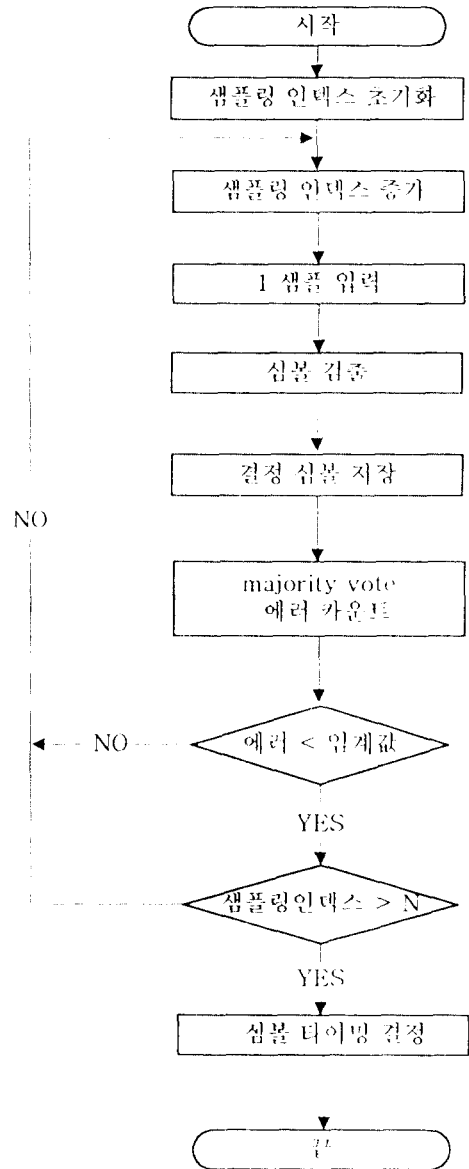 시작
샘플링 인덱스 초기화
샘플링 인덱스 증가
1 샘플 입력
심볼 검출
결정 심볼 저장
NO
majority vote
에러 카운트
NO
에러 < 임계값
YES
샘플링인덱스 > N
YES
심볼 타이밍 결정
끝